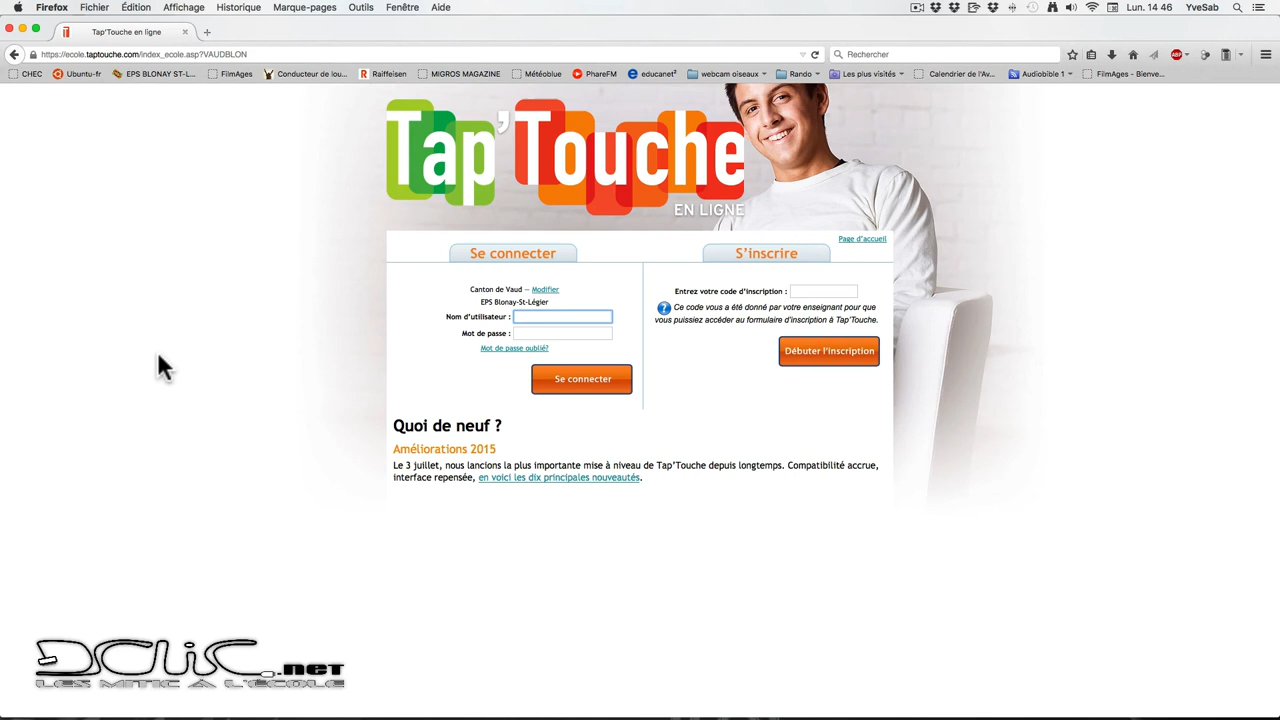 Firefox Fichier Édition Affichage Historique Marque-pages Outils Fenêtre Aide Lun. 14 46 YveSab
Tap'Touche en ligne
https://ecole.taptouche.com/index_ecole.asp?VAUDBLON Rechercher
CHEC Ubuntu-fr EPS BLONAY ST-L... FilmAges Conducteur de lou... Raiffeisen MIGROS MAGAZINE Météoblue PhareFM educanet² webcam oiseaux Rando Les plus visités Calendrier de l'Av... Audiobible 1 FilmAges - Bienve...
Tap'Touche
EN LIGNE
Page d'accueil
Se connecter S'inscrire
Canton de Vaud — Modifier
EPS Blonay-St-Légier
Nom d'utilisateur :
Mot de passe :
Mot de passe oublié?
Se connecter
Entrez votre code d'inscription :
Ce code vous a été donné par votre enseignant pour que
vous puissiez accéder au formulaire d'inscription à Tap'Touche.
Débuter l'inscription
Quoi de neuf ?
Améliorations 2015
Le 3 juillet, nous lancions la plus importante mise à niveau de Tap'Touche depuis longtemps. Compatibilité accrue,
interface repensée, en voici les dix principales nouveautés.
DCLIC.NET
LES MITIC À L'ÉCOLE